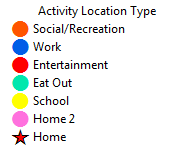 Activity Location Type
Social/Recreation
Work
Entertainment
Eat Out
School
Home 2
Home